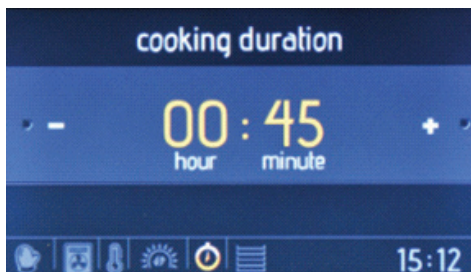 cooking duration
- 00 : 45 +
hour minute
15:12